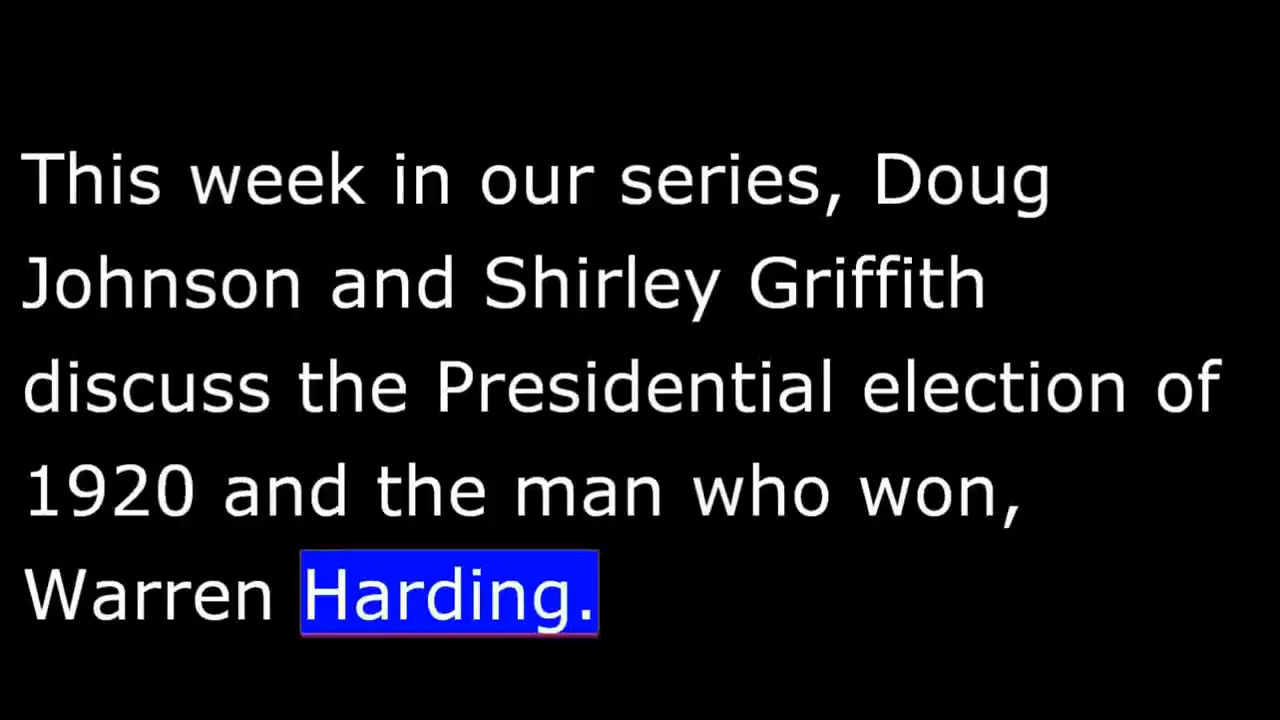 This week in our series, Doug
Johnson and Shirley Griffith
discuss the Presidential election of
1920 and the man who won,
Warren Harding.